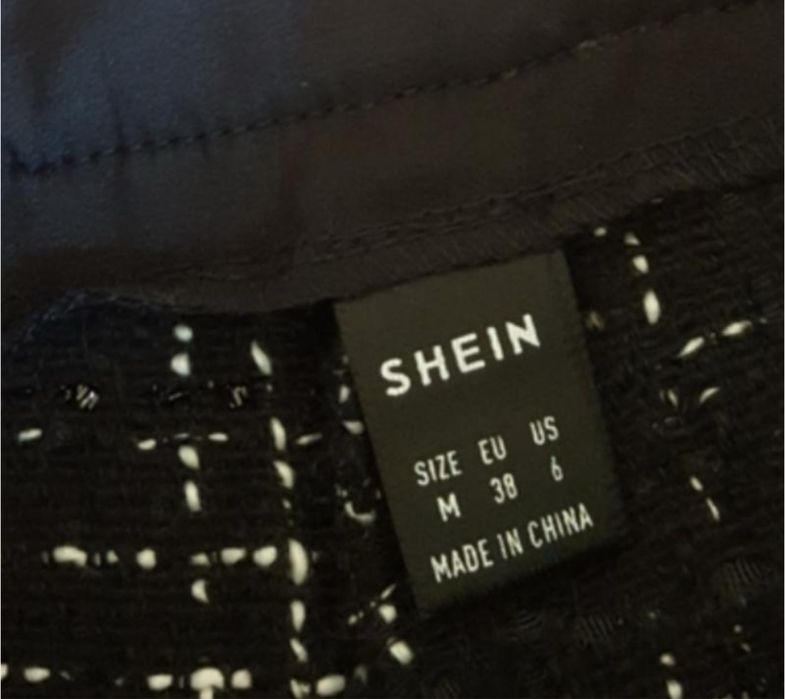 SHEIN
SIZE EU US
M 38 6
MADE IN CHINA